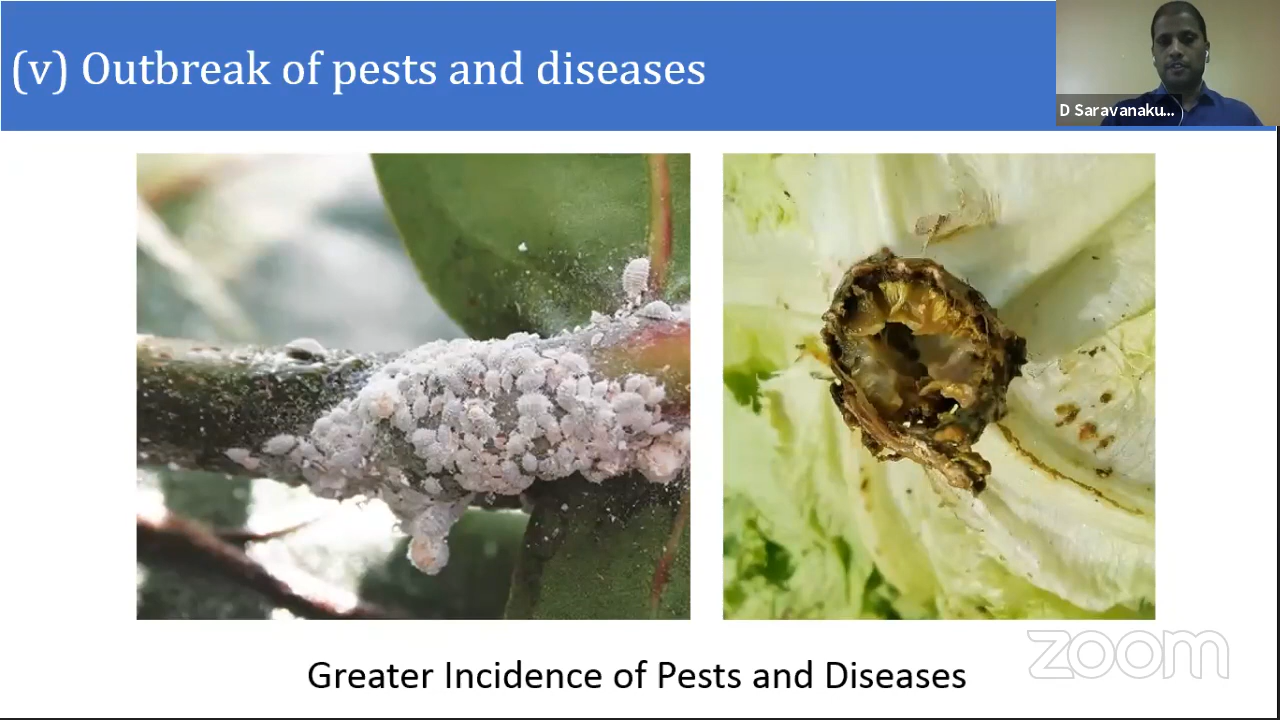 (v) Outbreak of pests and diseases
D Saravanaku...
Greater Incidence of Pests and Diseases
zoom